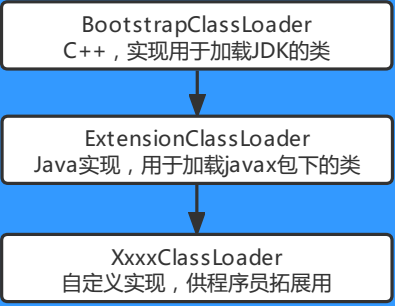 BootstrapClassLoader
C++，实现用于加载JDK的类
ExtensionClassLoader
Java实现，用于加载javax包下的类
XxxxClassLoader
自定义实现，供程序员拓展用